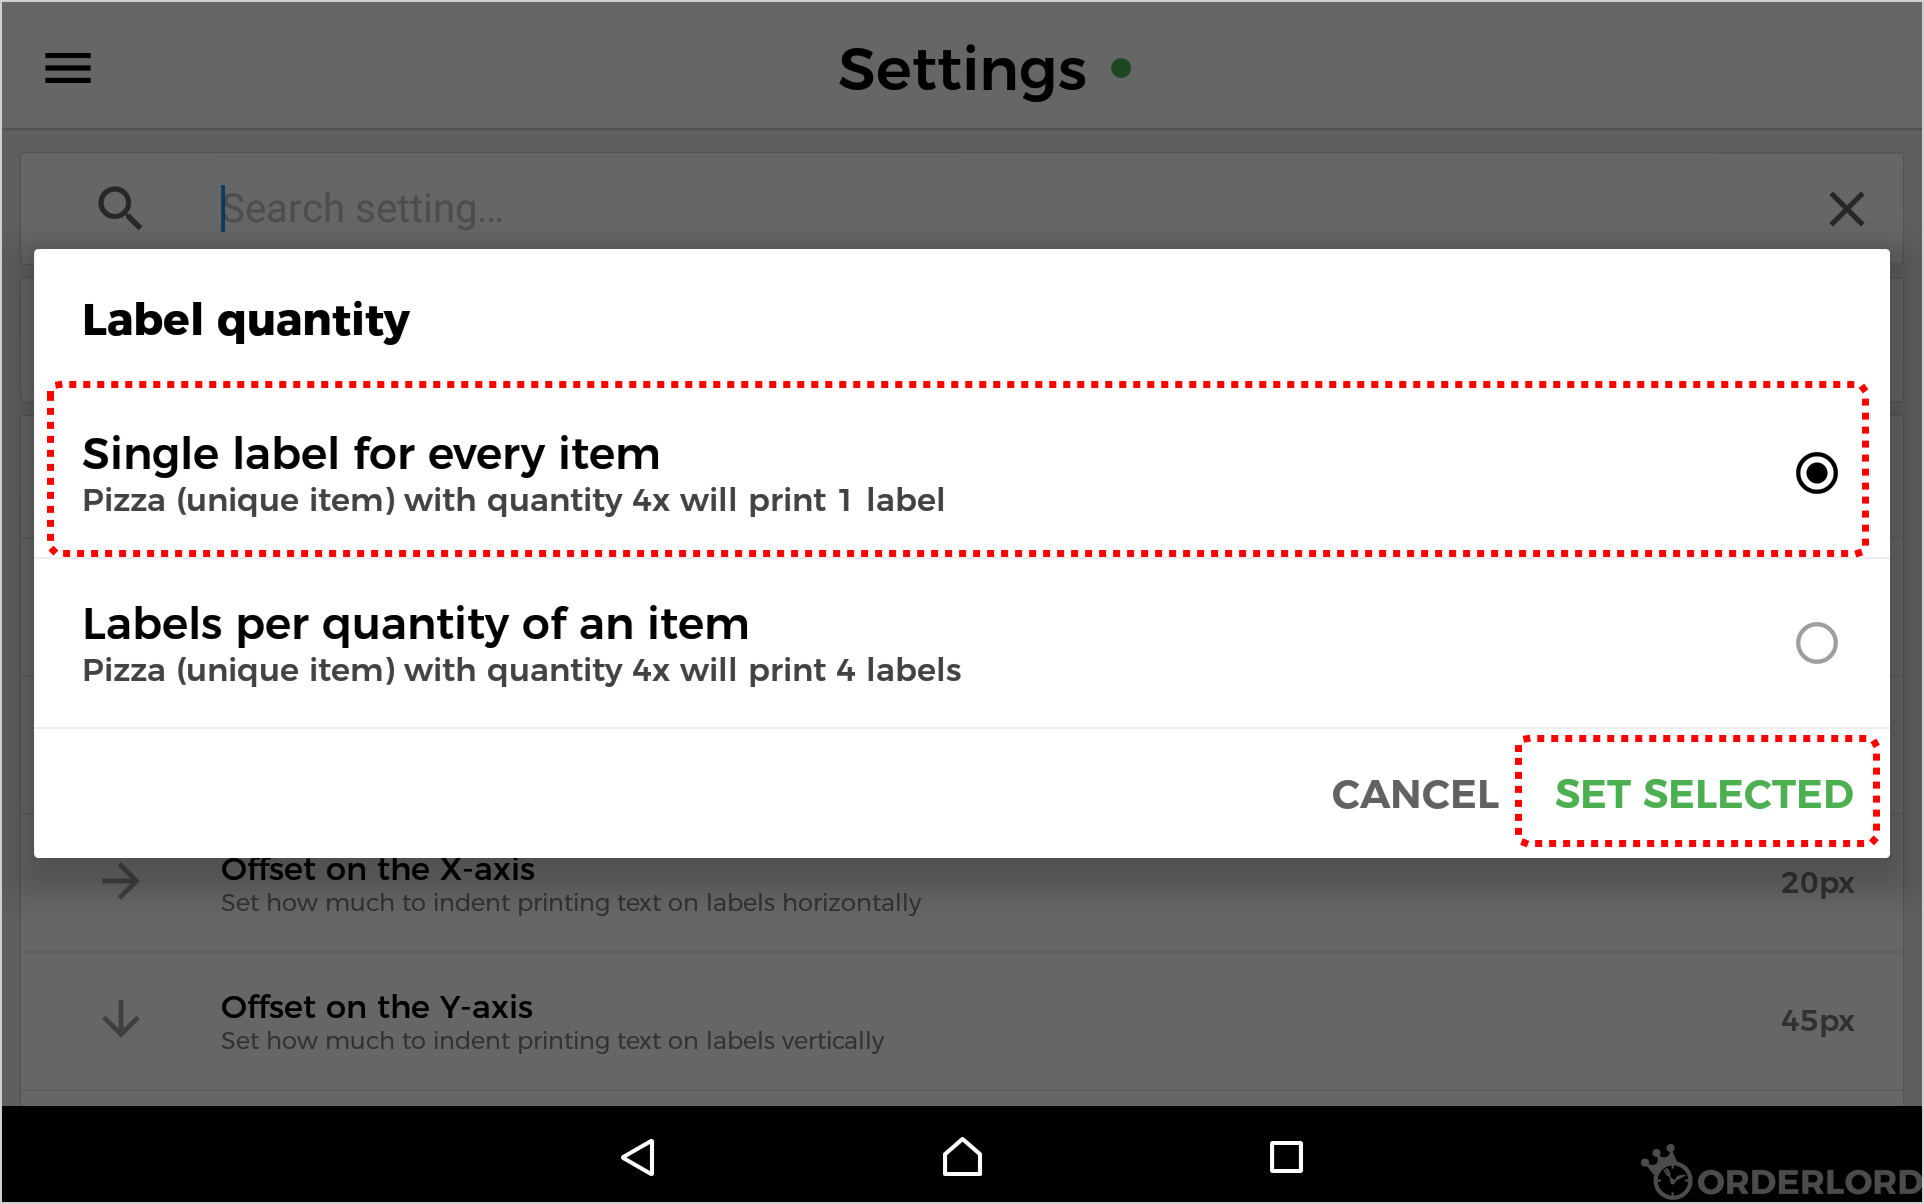 Settings
Search setting...
Label quantity
Single label for every item
Pizza (unique item) with quantity 4x will print 1 label
Labels per quantity of an item
Pizza (unique item) with quantity 4x will print 4 labels
CANCEL SET SELECTED
Offset on the X-axis
20px
Set how much to indent printing text on labels horizontally
Offset on the Y-axis
45px
Set how much to indent printing text on labels vertically
ORDERLORD